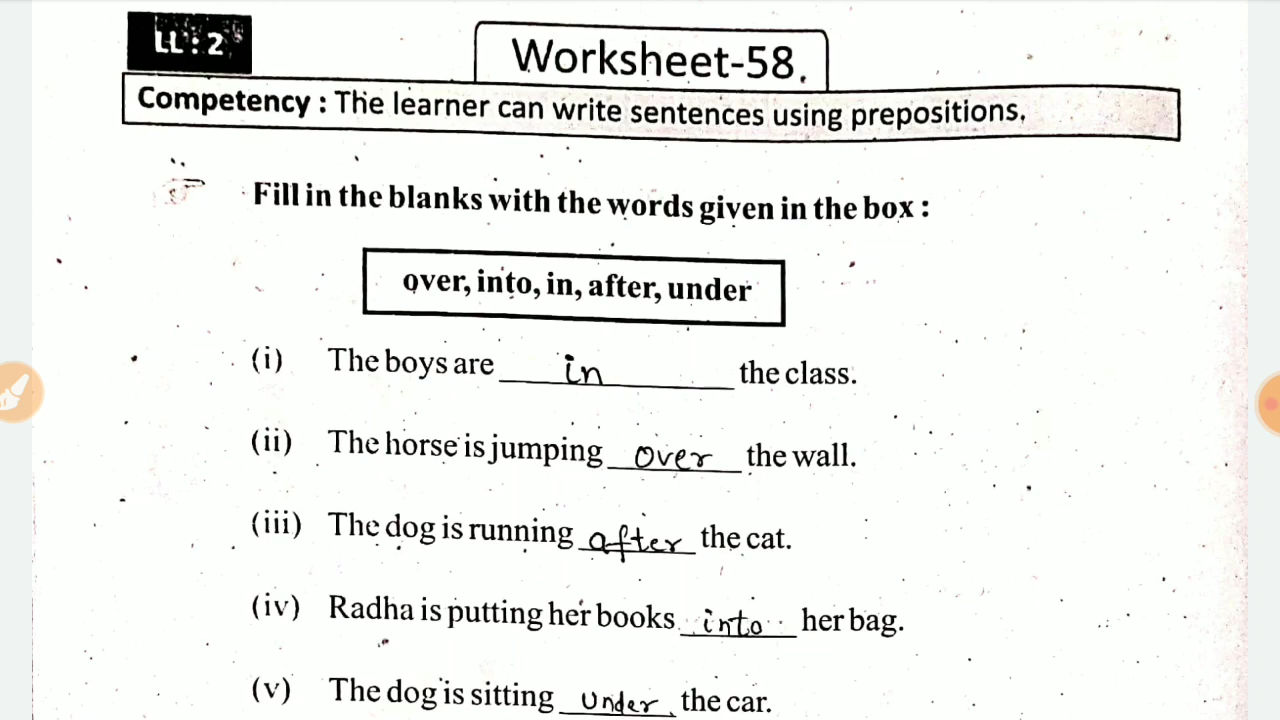 LL : 2
Worksheet-58.
Competency : The learner can write sentences using prepositions.
Fill in the blanks with the words given in the box :
over, into, in, after, under
(i) The boys are in the class.
(ii) The horse is jumping over the wall.
(iii) The dog is running after the cat.
(iv) Radha is putting her books into her bag.
(v) The dog is sitting under the car.